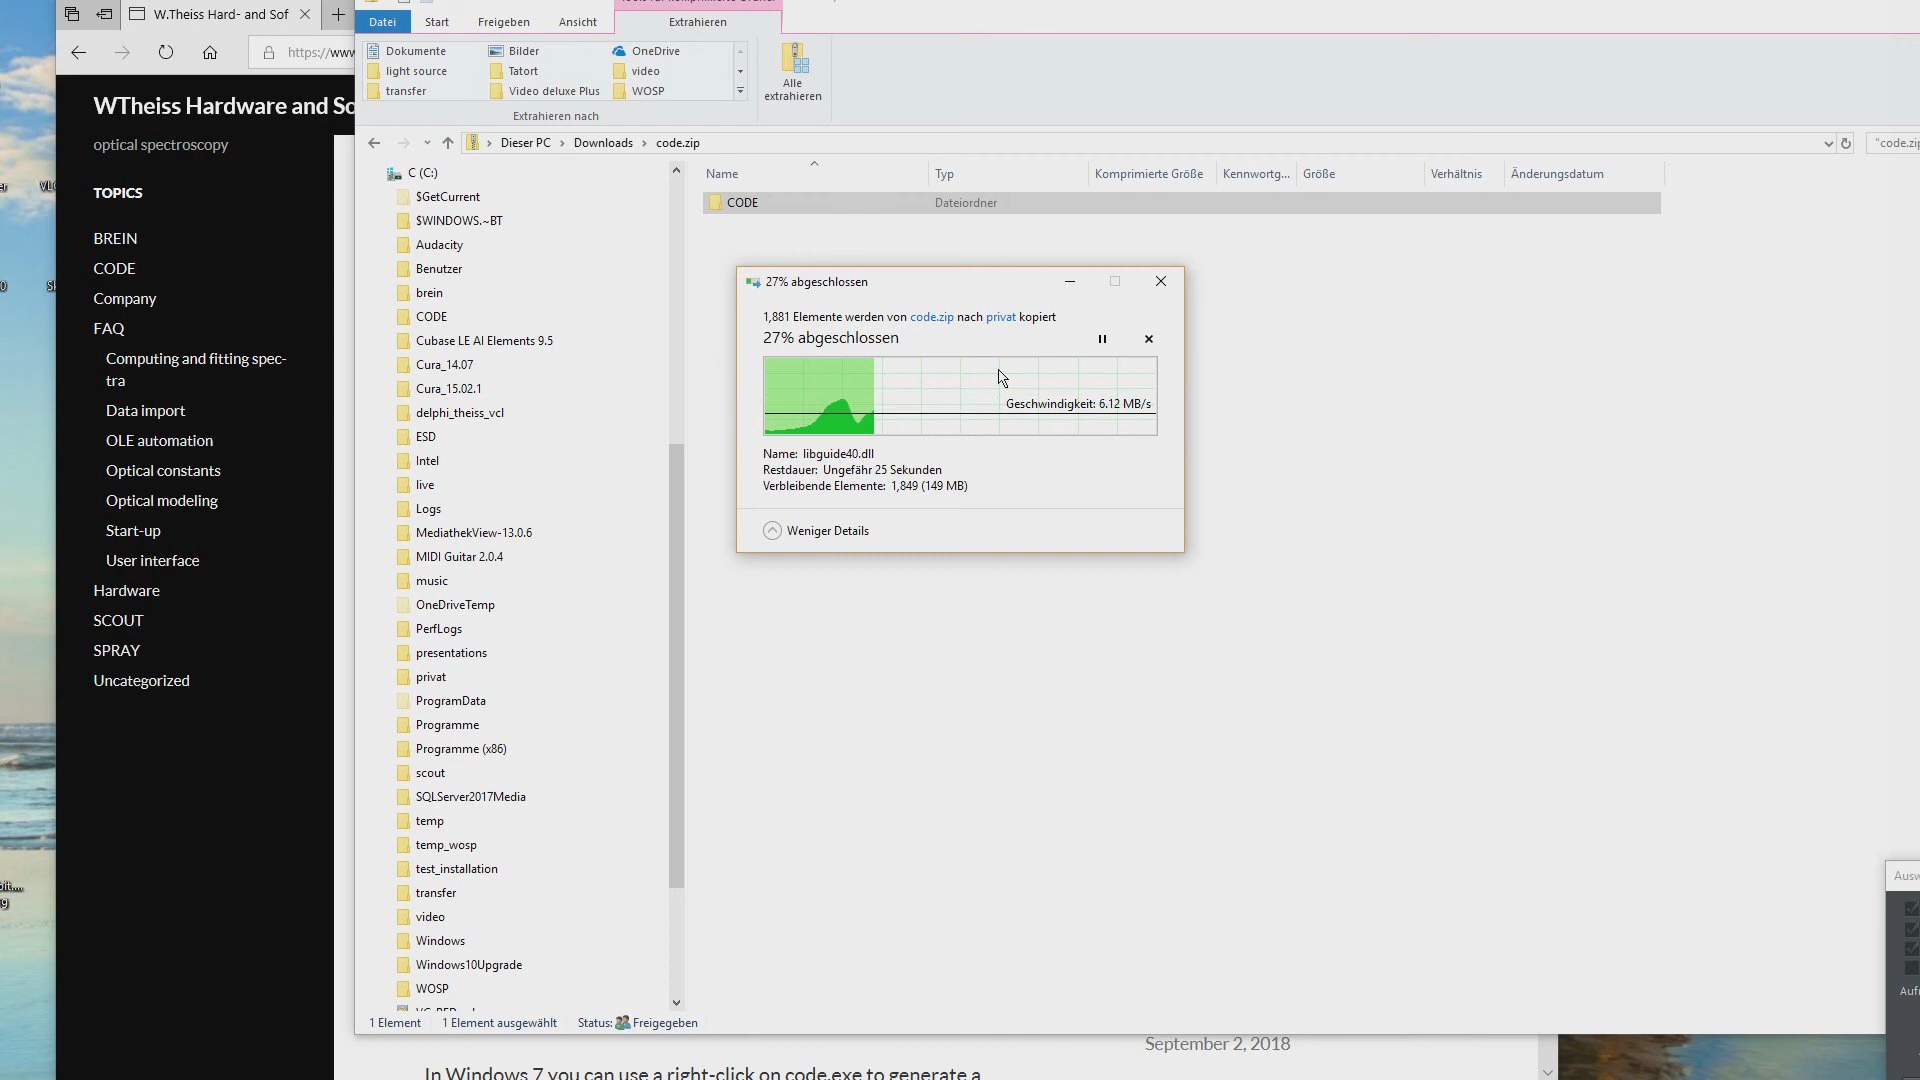 W.Theiss Hard- and Sof
https://www
WTheiss Hardware and So
optical spectroscopy
TOPICS
BREIN
CODE
Company
FAQ
Computing and fitting spec-
tra
Data import
OLE automation
Optical constants
Optical modeling
Start-up
User interface
Hardware
SCOUT
SPRAY
Uncategorized
Datei
Start
Freigeben
Ansicht
Extrahieren
Dokumente
Bilder
OneDrive
light source
Tatort
video
transfer
Video deluxe Plus
WOSP
Extrahieren nach
Alle
extrahieren
Dieser PC > Downloads > code.zip
"code.zip
C (C:)
$GetCurrent
$WINDOWS.~BT
Audacity
Benutzer
brein
CODE
Cubase LE AI Elements 9.5
Cura_14.07
Cura_15.02.1
delphi_theiss_vcl
ESD
Intel
live
Logs
MediathekView-13.0.6
MIDI Guitar 2.0.4
music
OneDriveTemp
PerfLogs
presentations
privat
ProgramData
Programme
Programme (x86)
scout
SQLServer2017Media
temp
temp_wosp
test_installation
transfer
video
Windows
Windows10Upgrade
WOSP
Name
Typ
Komprimierte Größe
Kennwortg...
Größe
Verhältnis
Änderungsdatum
CODE
Dateiordner
27% abgeschlossen
1,881 Elemente werden von code.zip nach privat kopiert
27% abgeschlossen
Geschwindigkeit: 6.12 MB/s
Name: libguide40.dll
Restdauer: Ungefähr 25 Sekunden
Verbleibende Elemente: 1,849 (149 MB)
Weniger Details
1 Element
1 Element ausgewählt
Status: Freigegeben
September 2, 2018
In Windows 7 you can use a right-click on code.exe to generate a
Ausw
Aufn